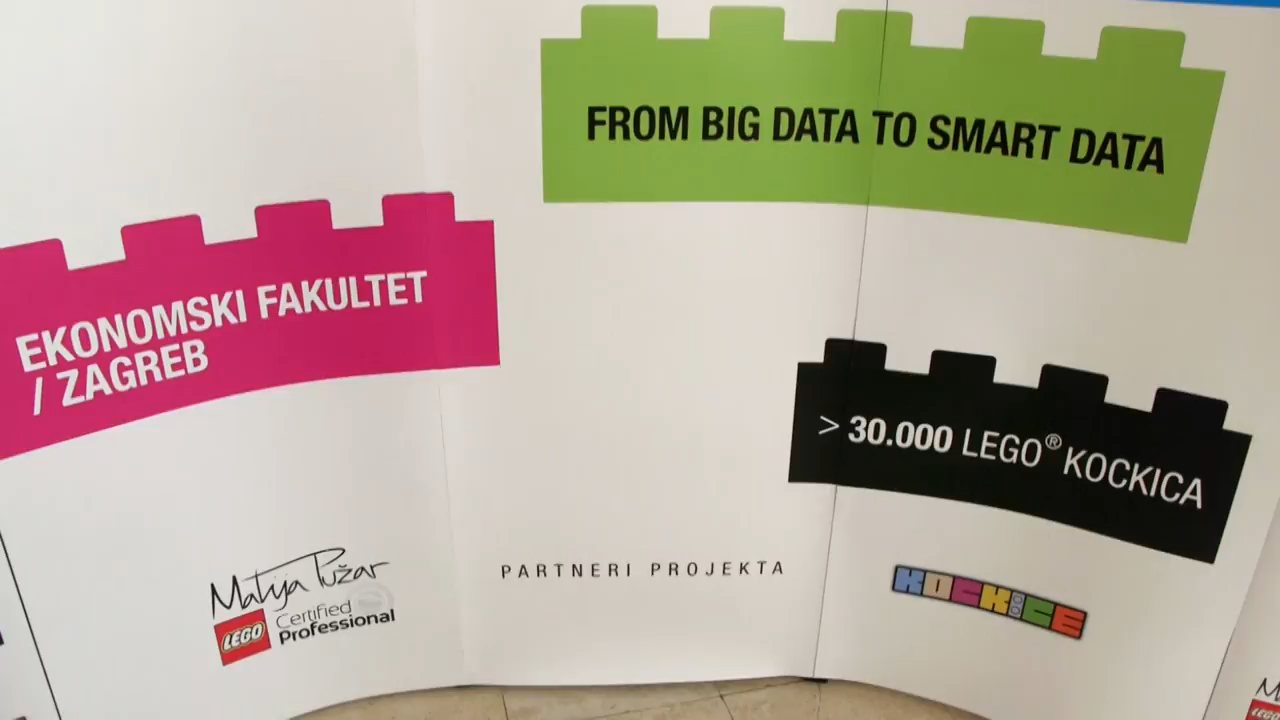 FROM BIG DATA TO SMART DATA
EKONOMSKI FAKULTET
/ ZAGREB
> 30.000 LEGO® KOCKICA
Matija Pužar
LEGO
Certified
Professional
PARTNERI PROJEKTA
KOCKICE